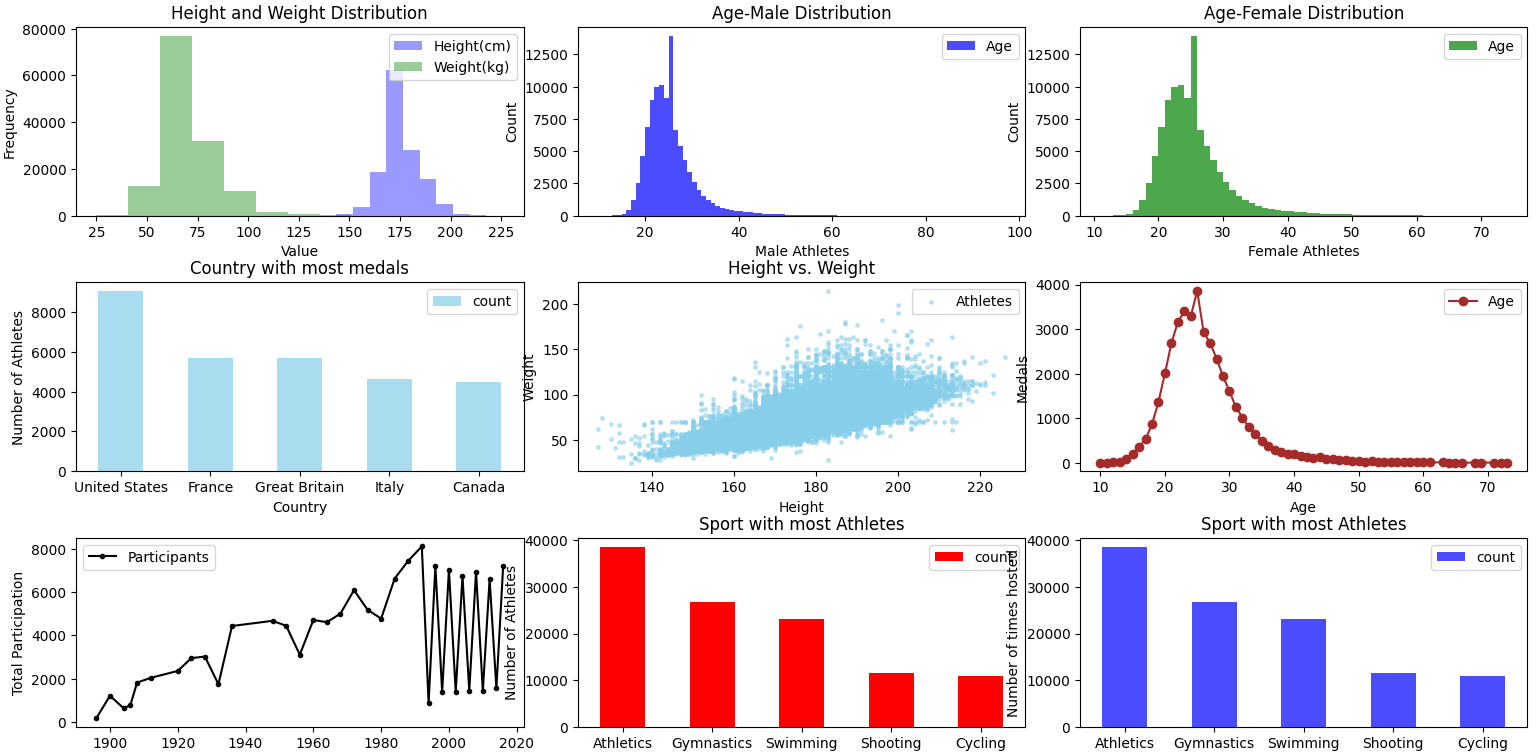 Height and Weight Distribution
80000
60000
40000
20000
0
Frequency
Height(cm)
Weight(kg)
25 50 75 100 125 150 175 200 225
Value
Age-Male Distribution
12500
10000
7500
5000
2500
0
Count
Age
20 40 60 80 100
Male Athletes
Age-Female Distribution
12500
10000
7500
5000
2500
0
Count
Age
10 20 30 40 50 60 70
Female Athletes
Country with most medals
8000
6000
4000
2000
0
Number of Athletes
count
United States France Great Britain Italy Canada
Country
Height vs. Weight
200
150
100
50
Weight
Athletes
140 160 180 200 220
Height
4000
3000
2000
1000
0
Medals
Age
10 20 30 40 50 60 70
Age
8000
6000
4000
2000
0
Total Participation
Participants
1900 1920 1940 1960 1980 2000 2020
Sport with most Athletes
40000
30000
20000
10000
0
Number of Athletes
count
Athletics Gymnastics Swimming Shooting Cycling
Sport with most Athletes
40000
30000
20000
10000
0
Number of times hosted
count
Athletics Gymnastics Swimming Shooting Cycling